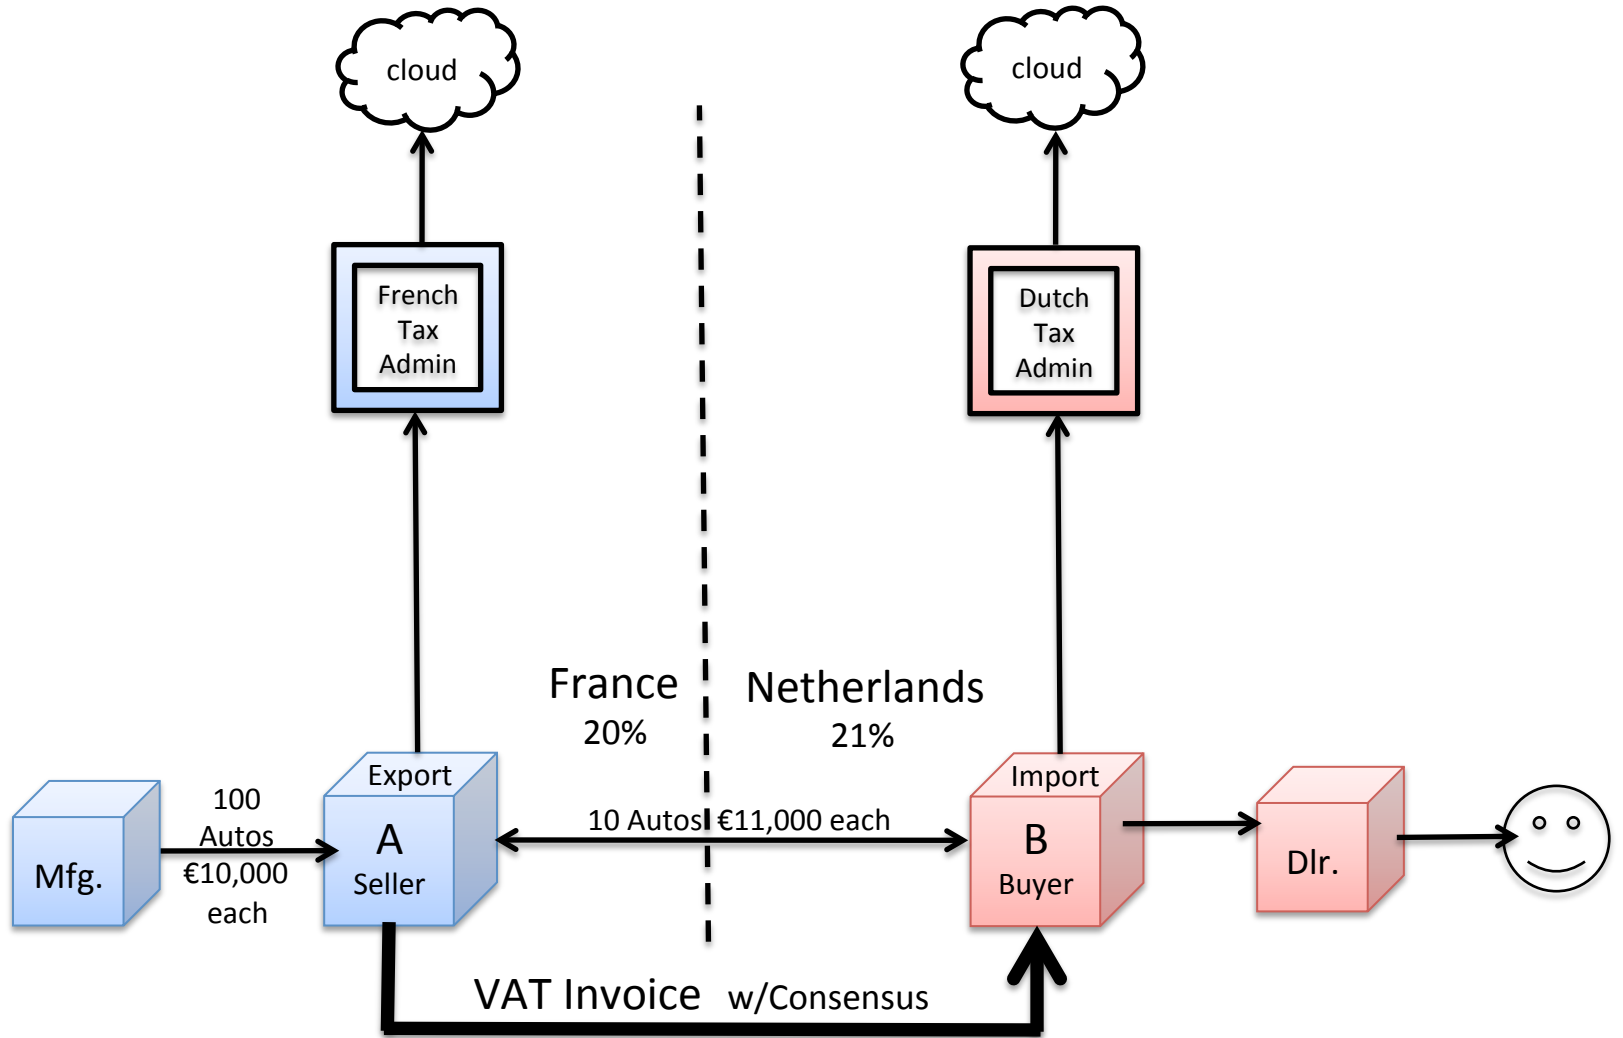 cloud
cloud
French
Tax
Admin
Dutch
Tax
Admin
France
20%
Netherlands
21%
Mfg.
100
Autos
€10,000
each
Export
A
Seller
10 Autos €11,000 each
Import
B
Buyer
Dlr.
VAT Invoice w/Consensus